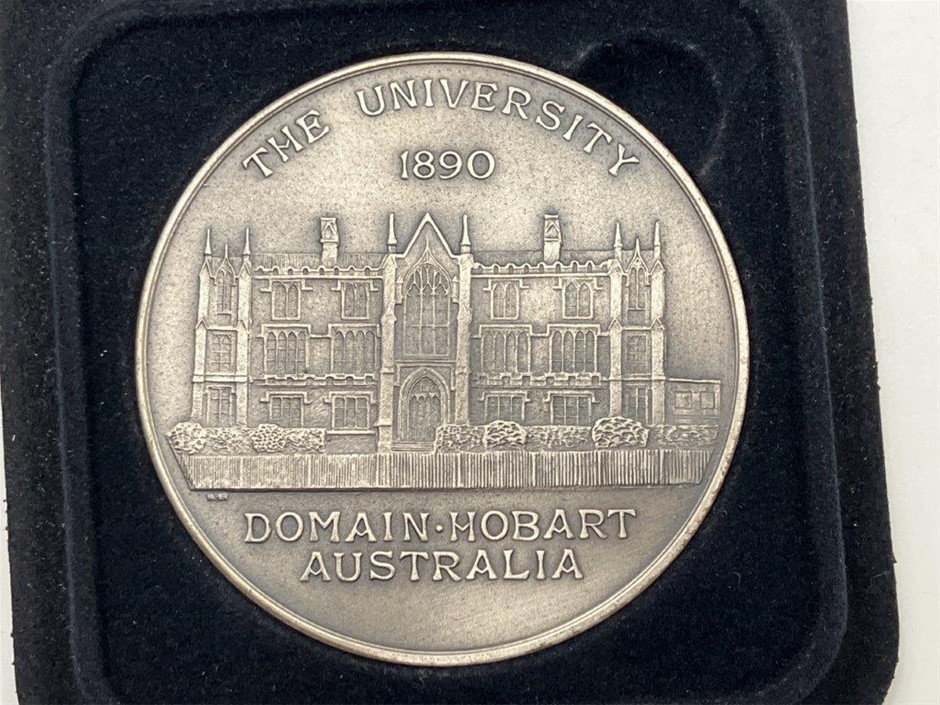 THE UNIVERSITY
1890
DOMAIN·HOBART
AUSTRALIA